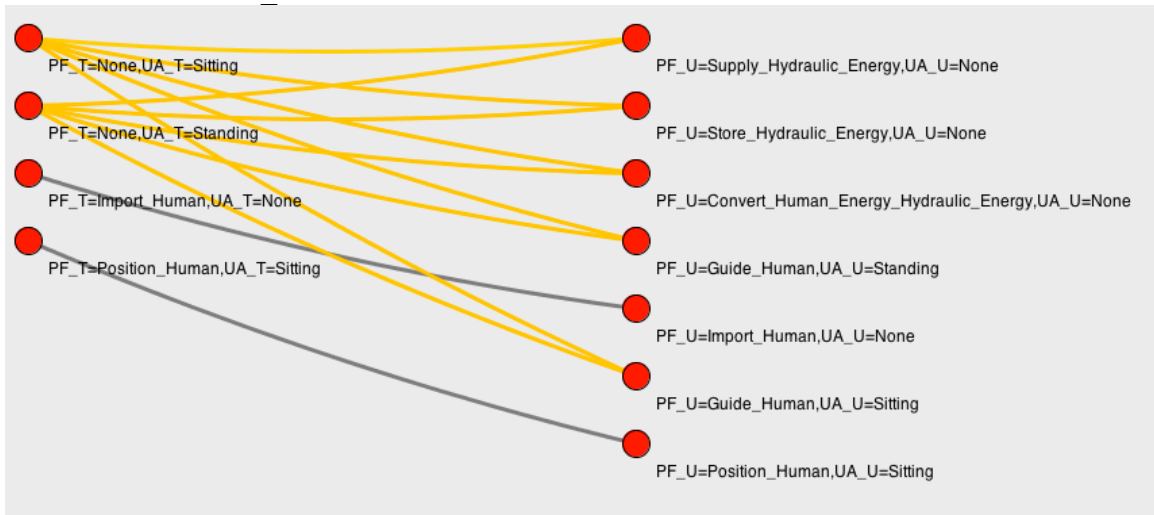 PF_T=None,UA_T=Sitting
PF_T=None,UA_T=Standing
PF_T=Import_Human,UA_T=None
PF_T=Position_Human,UA_T=Sitting
PF_U=Supply_Hydraulic_Energy,UA_U=None
PF_U=Store_Hydraulic_Energy,UA_U=None
PF_U=Convert_Human_Energy_Hydraulic_Energy,UA_U=None
PF_U=Guide_Human,UA_U=Standing
PF_U=Import_Human,UA_U=None
PF_U=Guide_Human,UA_U=Sitting
PF_U=Position_Human,UA_U=Sitting